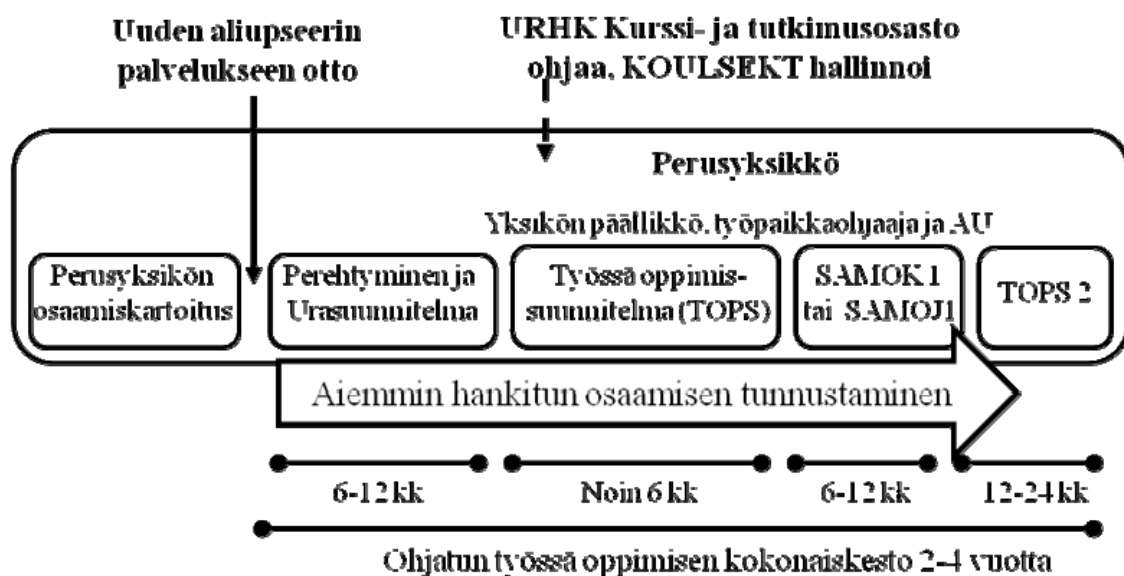 Uuden aliupseerin
palvelukseen otto
URHK Kurssi- ja tutkimusosasto
ohjaa, KOULSEKT hallinnoi
Perusyksikkö
Yksikön päällikkö, työpaikkaohjaaja ja AU
Perusyksikön
osaamiskartoitus
Perehtyminen ja
Urasuunnitelma
Työssä oppimis-
suunnitelma (TOPS)
SAMOK 1
tai SAMOJ1
TOPS 2
Aiemmin hankitun osaamisen tunnustaminen
6-12 kk
Noin 6 kk
6-12 kk
12-24 kk
Ohjatun työssä oppimisen kokonaiskesto 2-4 vuotta